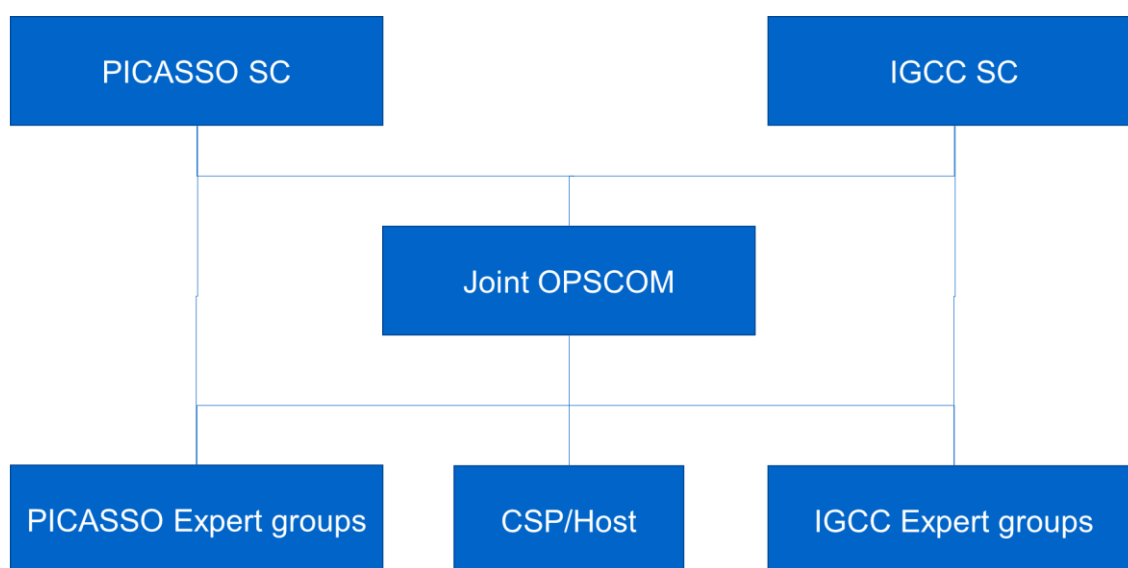 PICASSO SC
IGCC SC
Joint OPSCOM
PICASSO Expert groups
CSP/Host
IGCC Expert groups